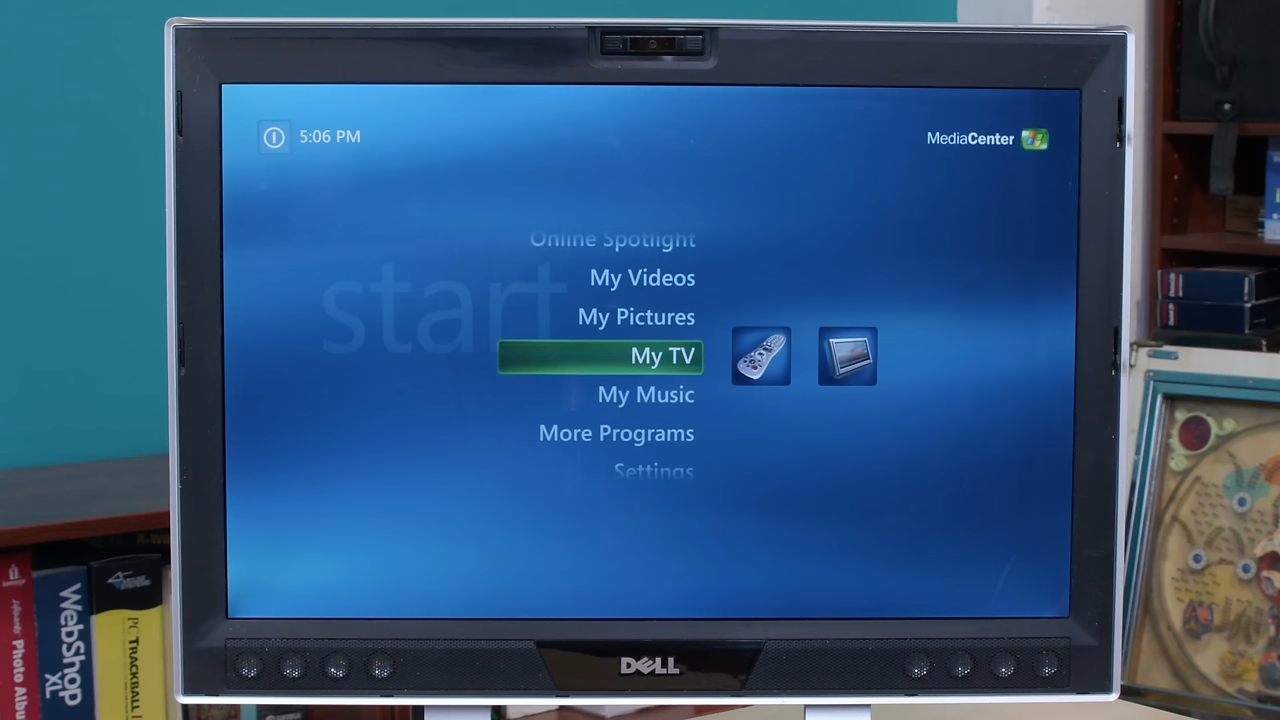 5:06 PM
MediaCenter
start
Online Spotlight
My Videos
My Pictures
My TV
My Music
More Programs
Settings
DELL
Photo Albu
WebShop
XL
PC TRACKBALL